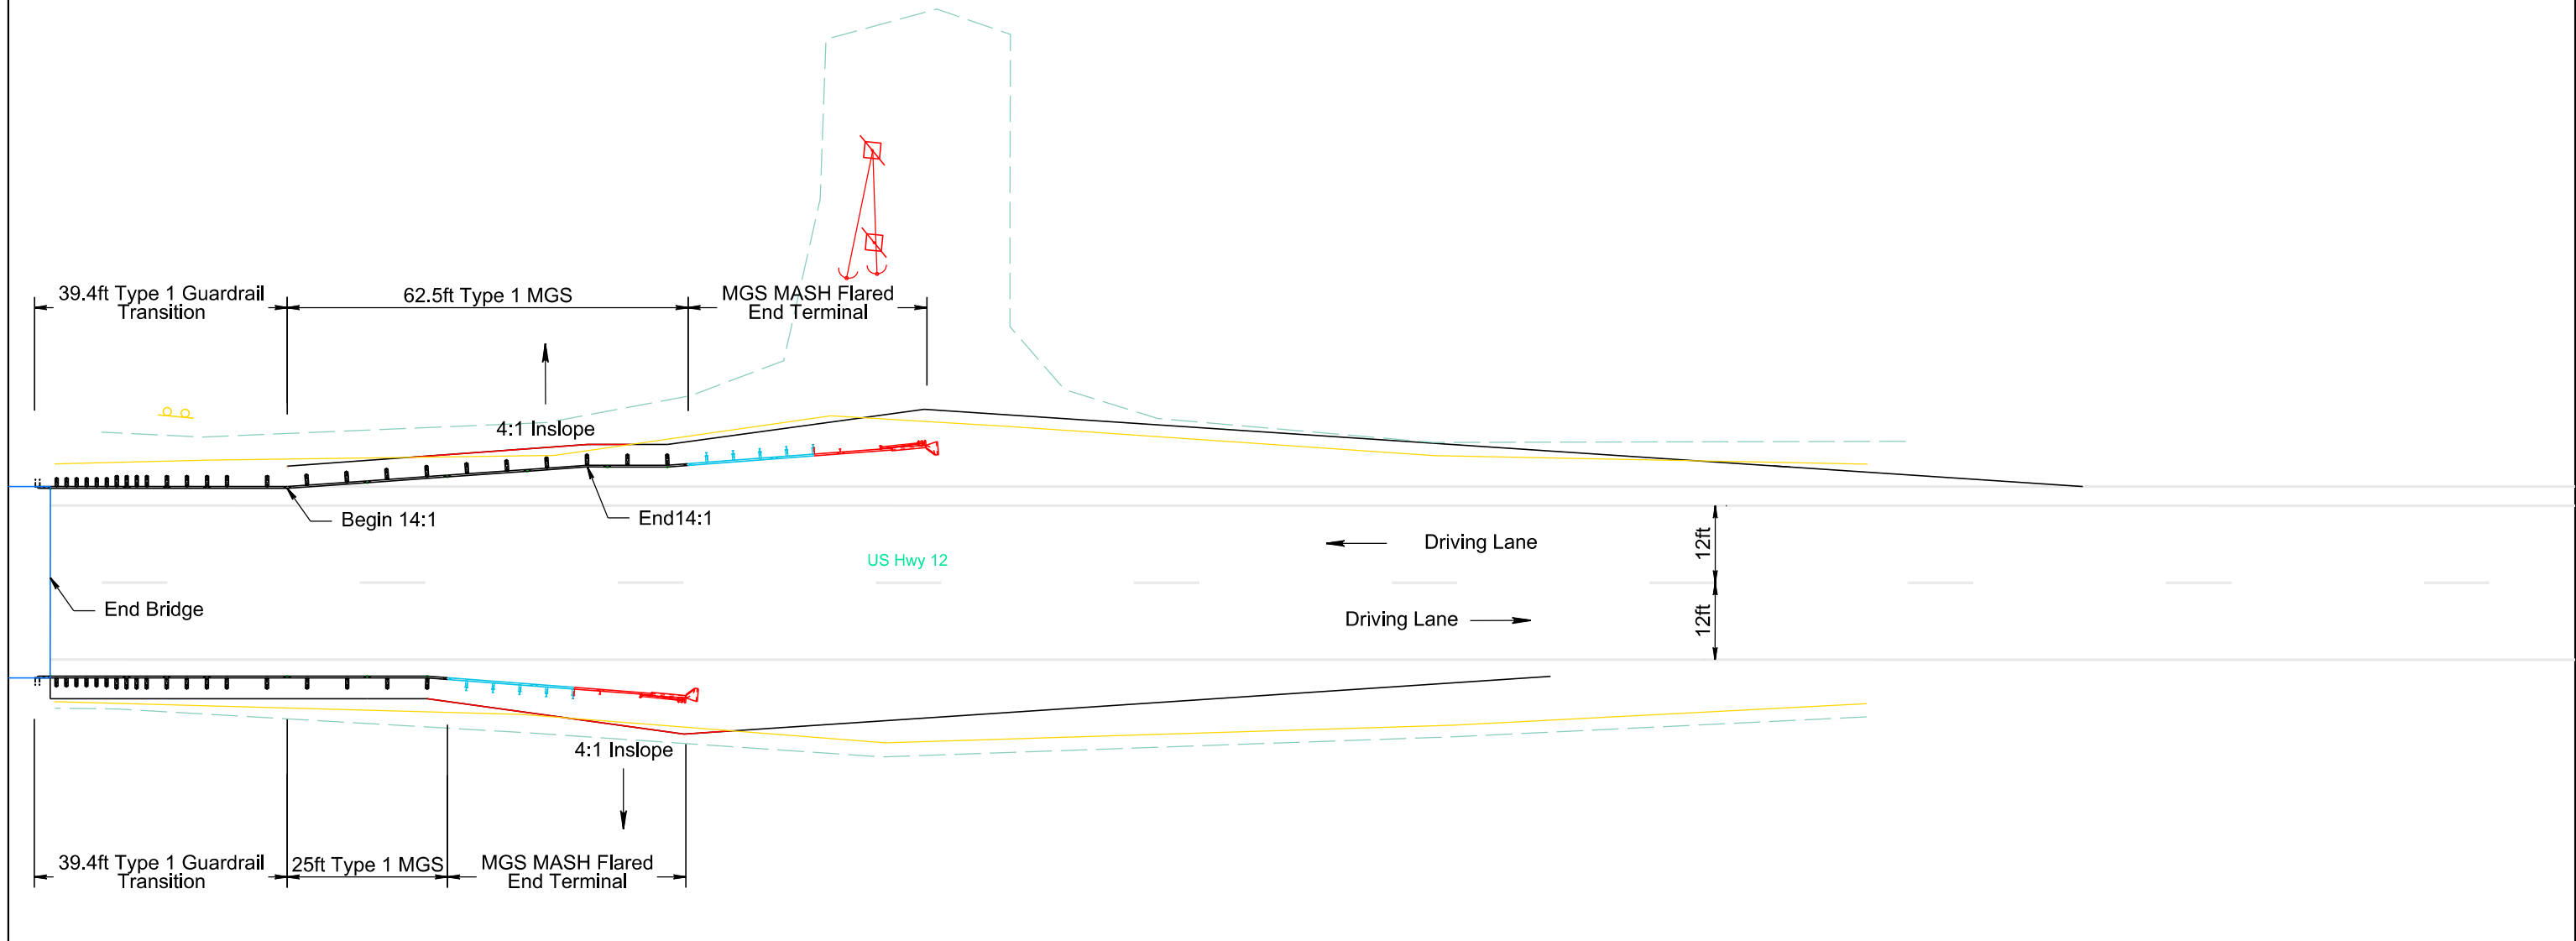 39.4ft Type 1 Guardrail
Transition
62.5ft Type 1 MGS
MGS MASH Flared
End Terminal
4:1 Inslope
Begin 14:1
End14:1
US Hwy 12
Driving Lane
12ft
End Bridge
Driving Lane
12ft
4:1 Inslope
39.4ft Type 1 Guardrail
Transition
25ft Type 1 MGS
MGS MASH Flared
End Terminal